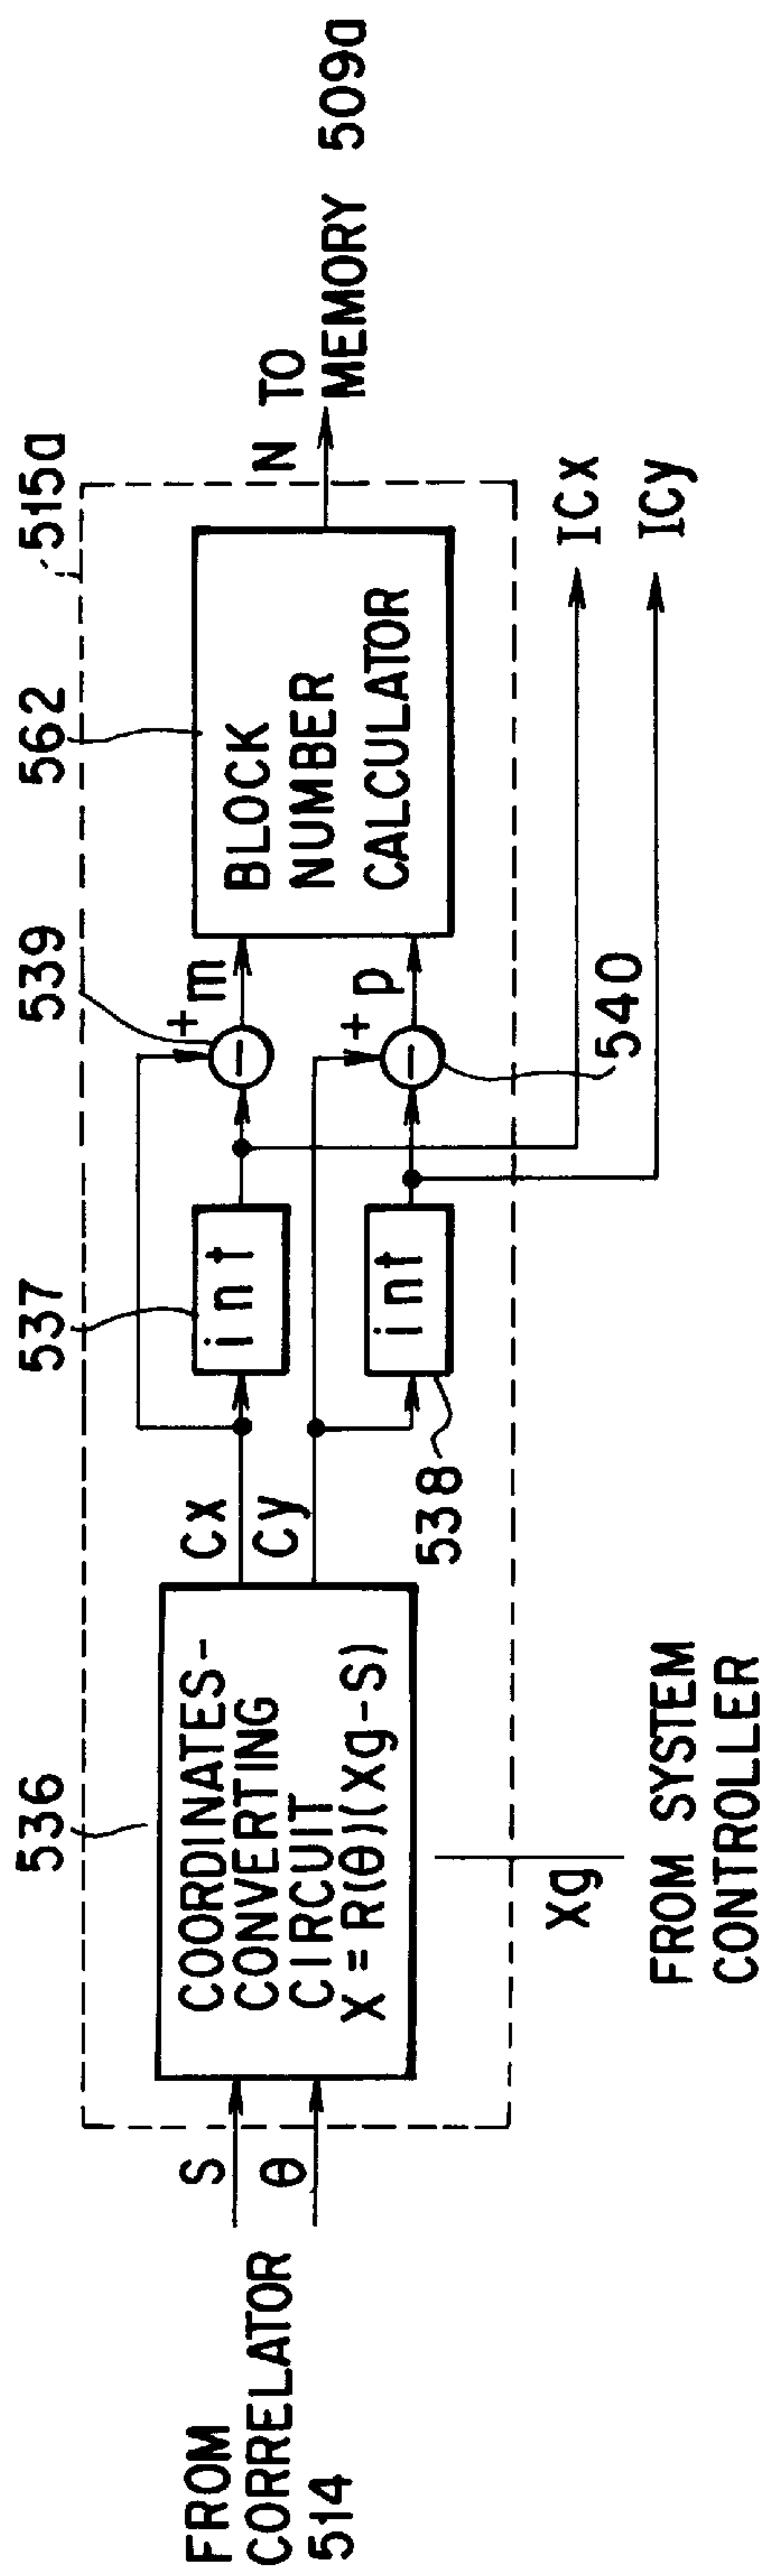 FROM
CORRELATOR
514
S
θ
536
COORDINATES-
CONVERTING
CIRCUIT
X = R(θ)(Xg-S)
Xg
FROM SYSTEM
CONTROLLER
Cx
Cy
537
int
538
int
539
+
−
m
540
+
−
p
562
BLOCK
NUMBER
CALCULATOR
515a
N
TO
MEMORY 509a
ICx
ICy